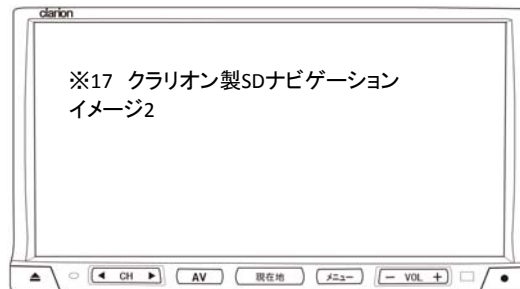 clarion
※17　クラリオン製SDナビゲーション
イメージ2
◀ CH ▶ AV 現在地 メニュー － VOL ＋